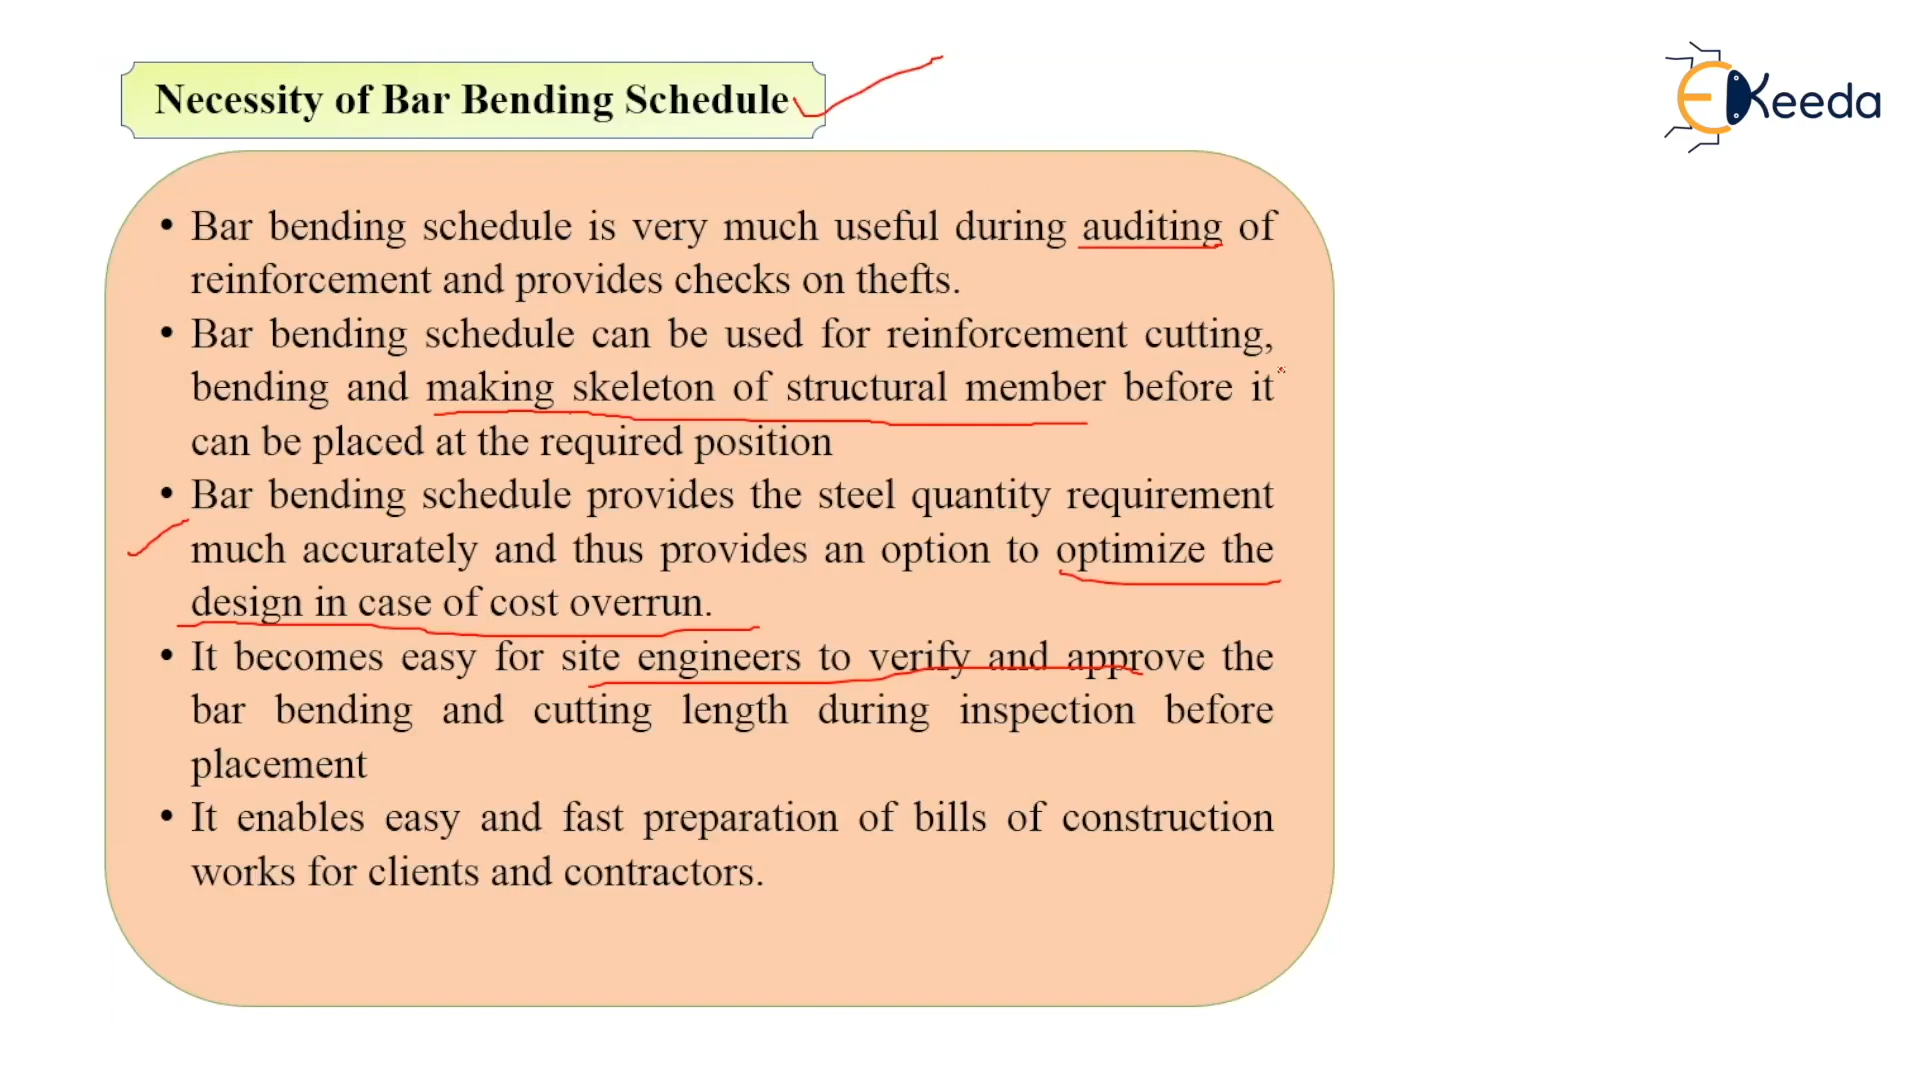 Necessity of Bar Bending Schedule
EKeeda
• Bar bending schedule is very much useful during auditing of
reinforcement and provides checks on thefts.
• Bar bending schedule can be used for reinforcement cutting,
bending and making skeleton of structural member before it
can be placed at the required position
• Bar bending schedule provides the steel quantity requirement
much accurately and thus provides an option to optimize the
design in case of cost overrun.
• It becomes easy for site engineers to verify and approve the
bar bending and cutting length during inspection before
placement
• It enables easy and fast preparation of bills of construction
works for clients and contractors.